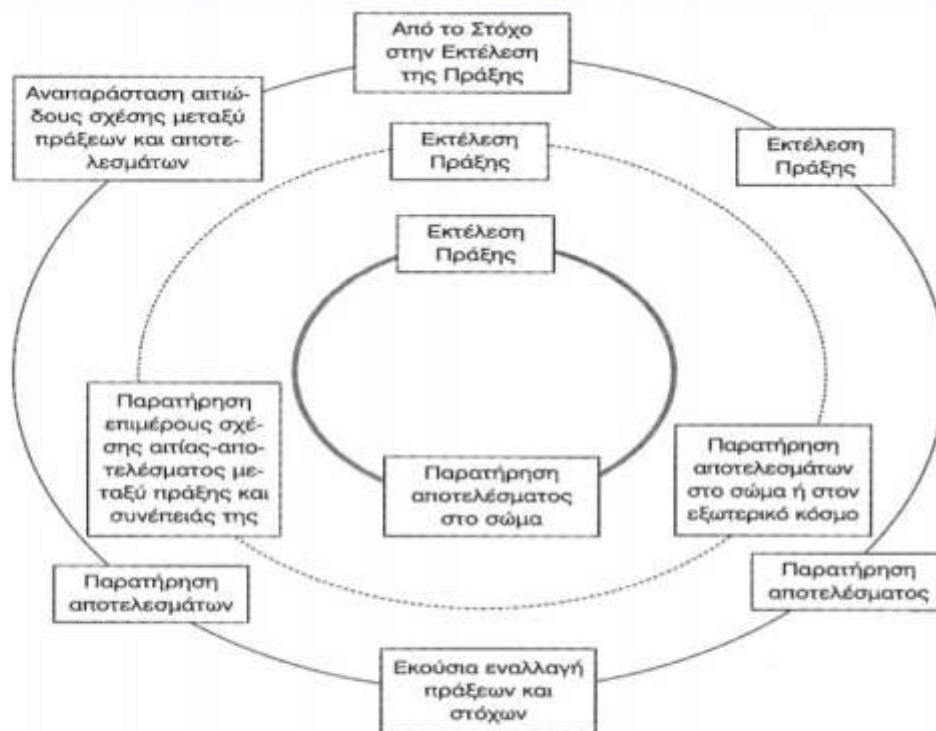 Από το Στόχο
στην Εκτέλεση
της Πράξης
Αναπαράσταση αιτιώ-
δους σχέσης μεταξύ
πράξεων και αποτε-
λεσμάτων
Εκτέλεση
Πράξης
Εκτέλεση
Πράξης
Εκτέλεση
Πράξης
Παρατήρηση
επιμέρους σχέ-
σης αιτίας-απο-
τελέσματος με-
ταξύ πράξης και
συνέπειάς της
Παρατήρηση
αποτελέσματος
στο σώμα
Παρατήρηση
αποτελεσμάτων
στο σώμα ή στον
εξωτερικό κόσμο
Παρατήρηση
αποτελεσμάτων
Παρατήρηση
αποτελέσματος
Εκούσια εναλλαγή
πράξεων και
στόχων